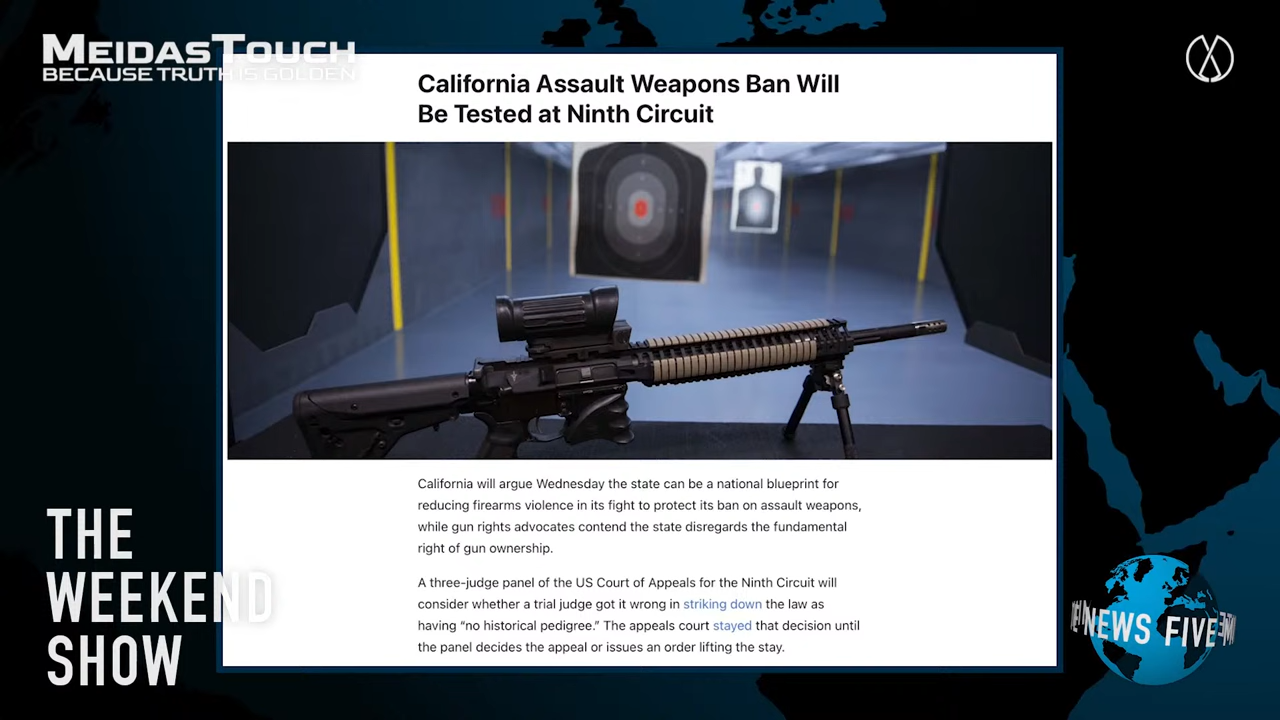 MEIDASTOUCH
BECAUSE TRUTH IS GOLDEN
California Assault Weapons Ban Will
Be Tested at Ninth Circuit
California will argue Wednesday the state can be a national blueprint for
reducing firearms violence in its fight to protect its ban on assault weapons,
while gun rights advocates contend the state disregards the fundamental
right of gun ownership.
A three-judge panel of the US Court of Appeals for the Ninth Circuit will
consider whether a trial judge got it wrong in striking down the law as
having “no historical pedigree.” The appeals court stayed that decision until
the panel decides the appeal or issues an order lifting the stay.
THE
WEEKEND
SHOW
NEWS FIVE